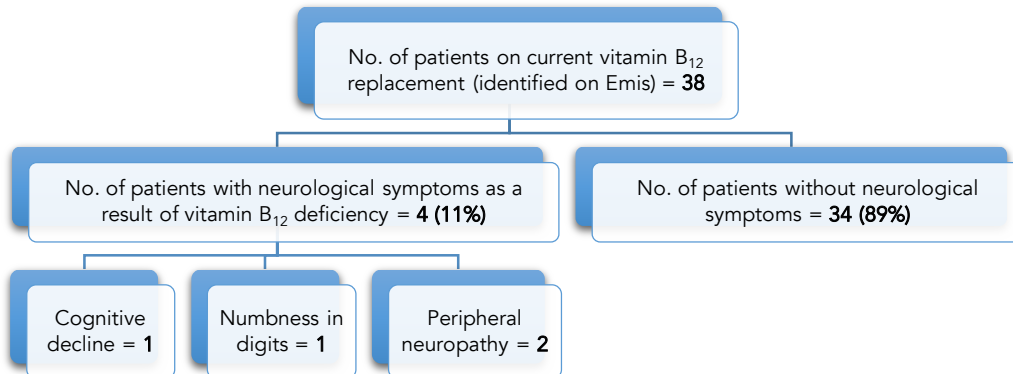 No. of patients on current vitamin B₁₂
replacement (identified on Emis) = 38
No. of patients with neurological symptoms as a
result of vitamin B₁₂ deficiency = 4 (11%)
No. of patients without neurological
symptoms = 34 (89%)
Cognitive
decline = 1
Numbness in
digits = 1
Peripheral
neuropathy = 2